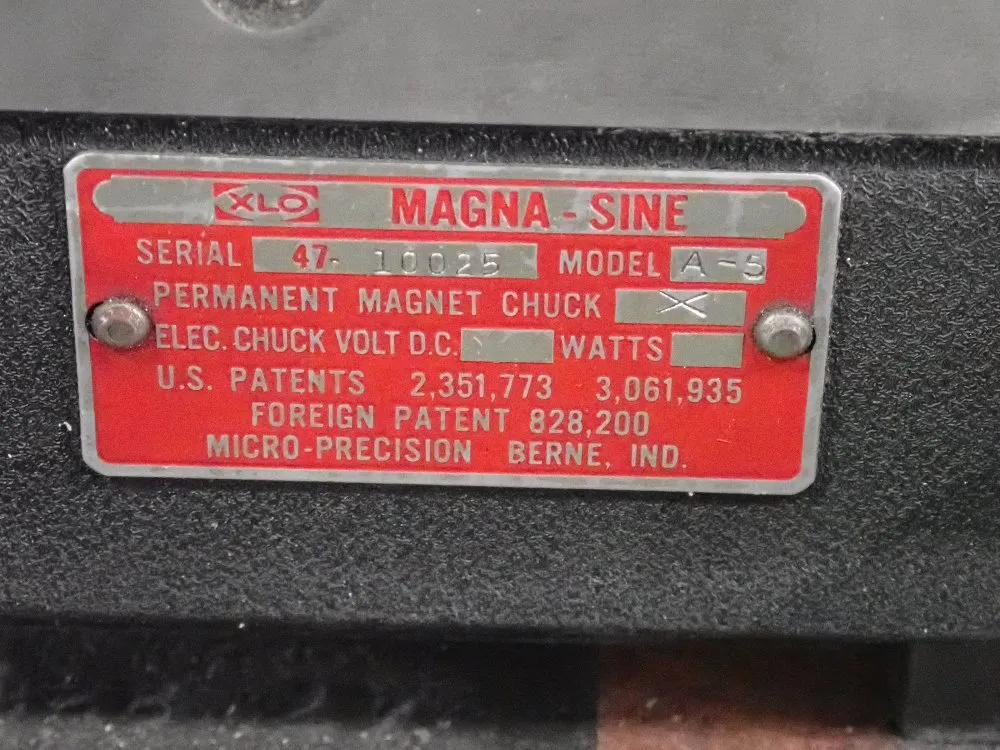 XLO MAGNA-SINE
SERIAL 47- 10025 MODEL A-5
PERMANENT MAGNET CHUCK X
ELEC. CHUCK VOLT D.C. WATTS
U.S. PATENTS 2,351,773 3,061,935
FOREIGN PATENT 828,200
MICRO-PRECISION BERNE, IND.